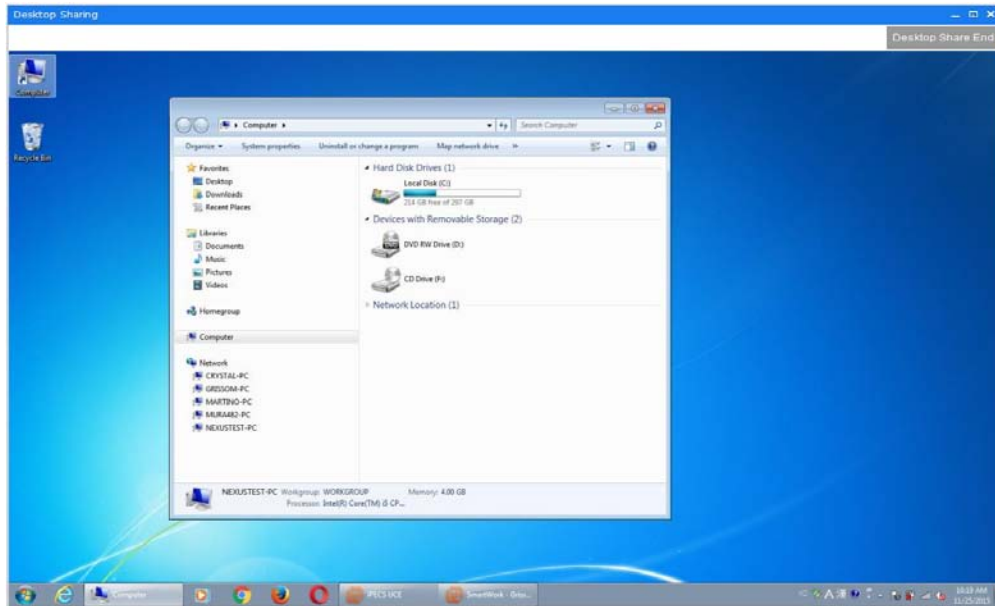 Desktop Sharing
Desktop Share End
Computer
Recycle Bin
Computer
Search Computer
Organize
System properties
Uninstall or change a program
Map network drive
Favorites
Desktop
Downloads
Recent Places
Libraries
Documents
Music
Pictures
Videos
Homegroup
Computer
Network
CRYSTAL-PC
GRISSOM-PC
MARTINO-PC
MURA482-PC
NEXUSTEST-PC
Hard Disk Drives (1)
Local Disk (C:)
214 GB free of 297 GB
Devices with Removable Storage (2)
DVD RW Drive (D:)
CD Drive (F:)
Network Location (1)
NEXUSTEST-PC Workgroup: WORKGROUP Memory: 4.00 GB
Processor: Intel(R) Core(TM) i5 CP...
Computer
iPECS UCE
SmartWork - Griss...